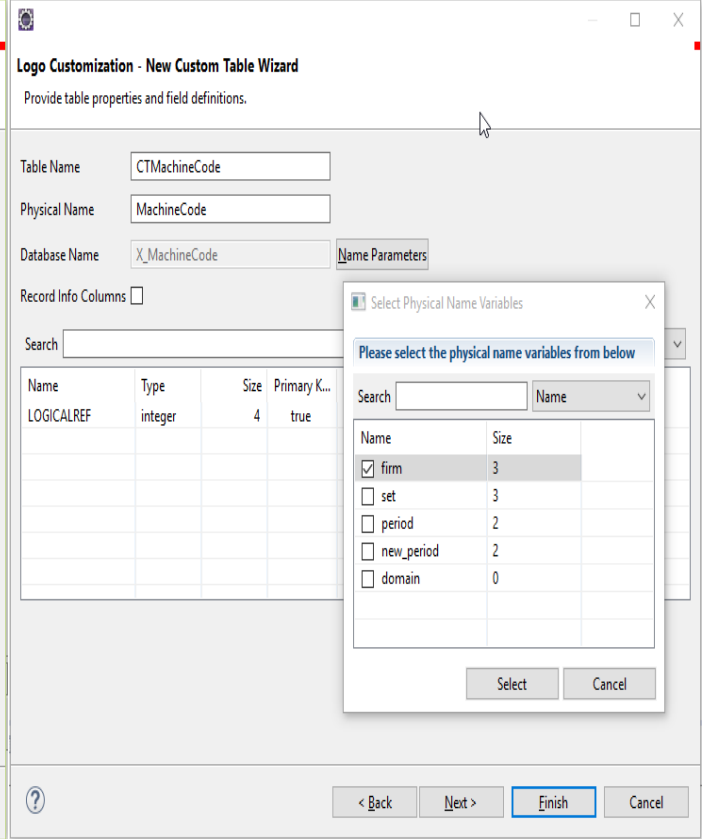 Logo Customization - New Custom Table Wizard
Provide table properties and field definitions.
Table Name CTMachineCode
Physical Name MachineCode
Database Name X_MachineCode Name Parameters
Record Info Columns
Search
Name Type Size Primary K...
LOGICALREF integer 4 true
Select Physical Name Variables
Please select the physical name variables from below
Search Name
Name Size
firm 3
set 3
period 2
new_period 2
domain 0
Select Cancel
? < Back Next > Finish Cancel